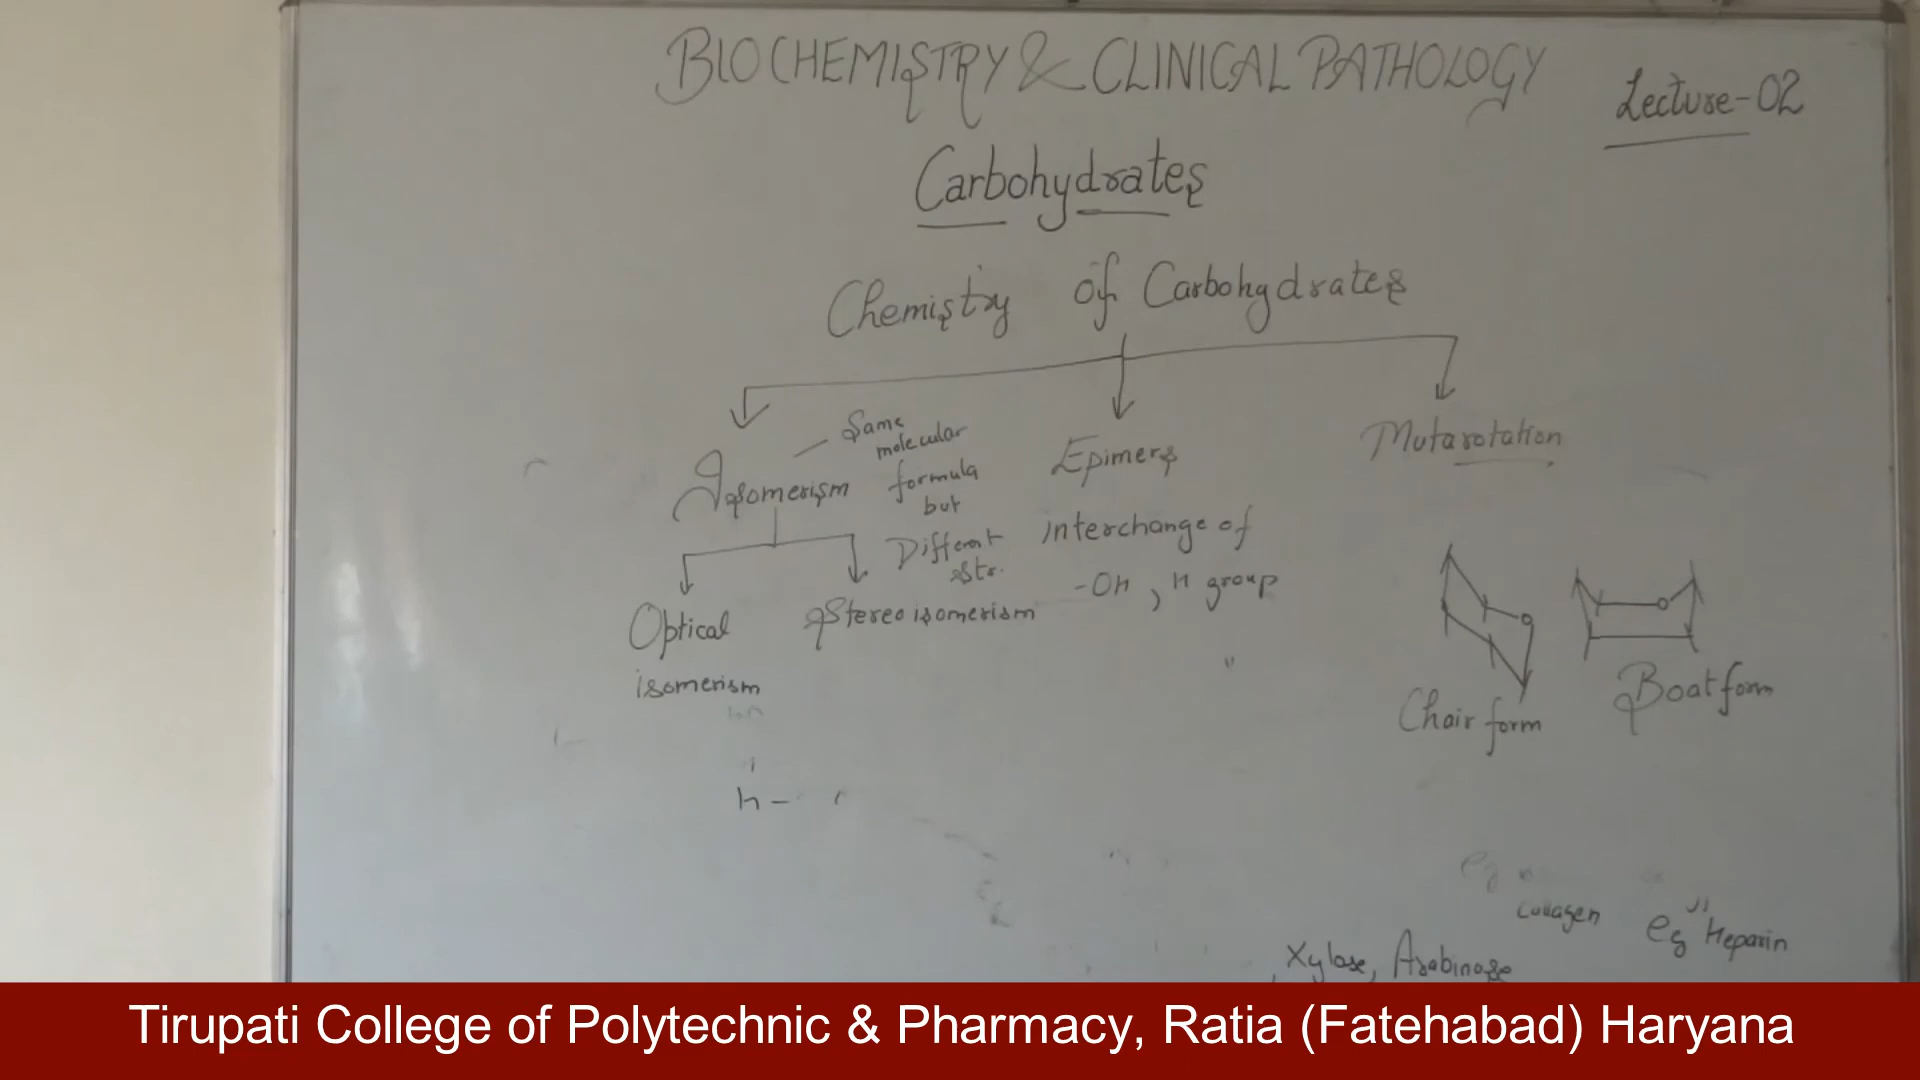 BIOCHEMISTRY & CLINICAL PATHOLOGY
Lecture-02
Carbohydrates
Chemistry of Carbohydrates
Isomerism
Same
molecular
formula
but
Different
str.
Optical
isomerism
Stereo isomerism
Epimers
interchange of
-OH, H group
Mutarotation
O
Chair form
O
Boat form
h -
eg
collagen
eg Heparin
Xylose, Arabinose
Tirupati College of Polytechnic & Pharmacy, Ratia (Fatehabad) Haryana